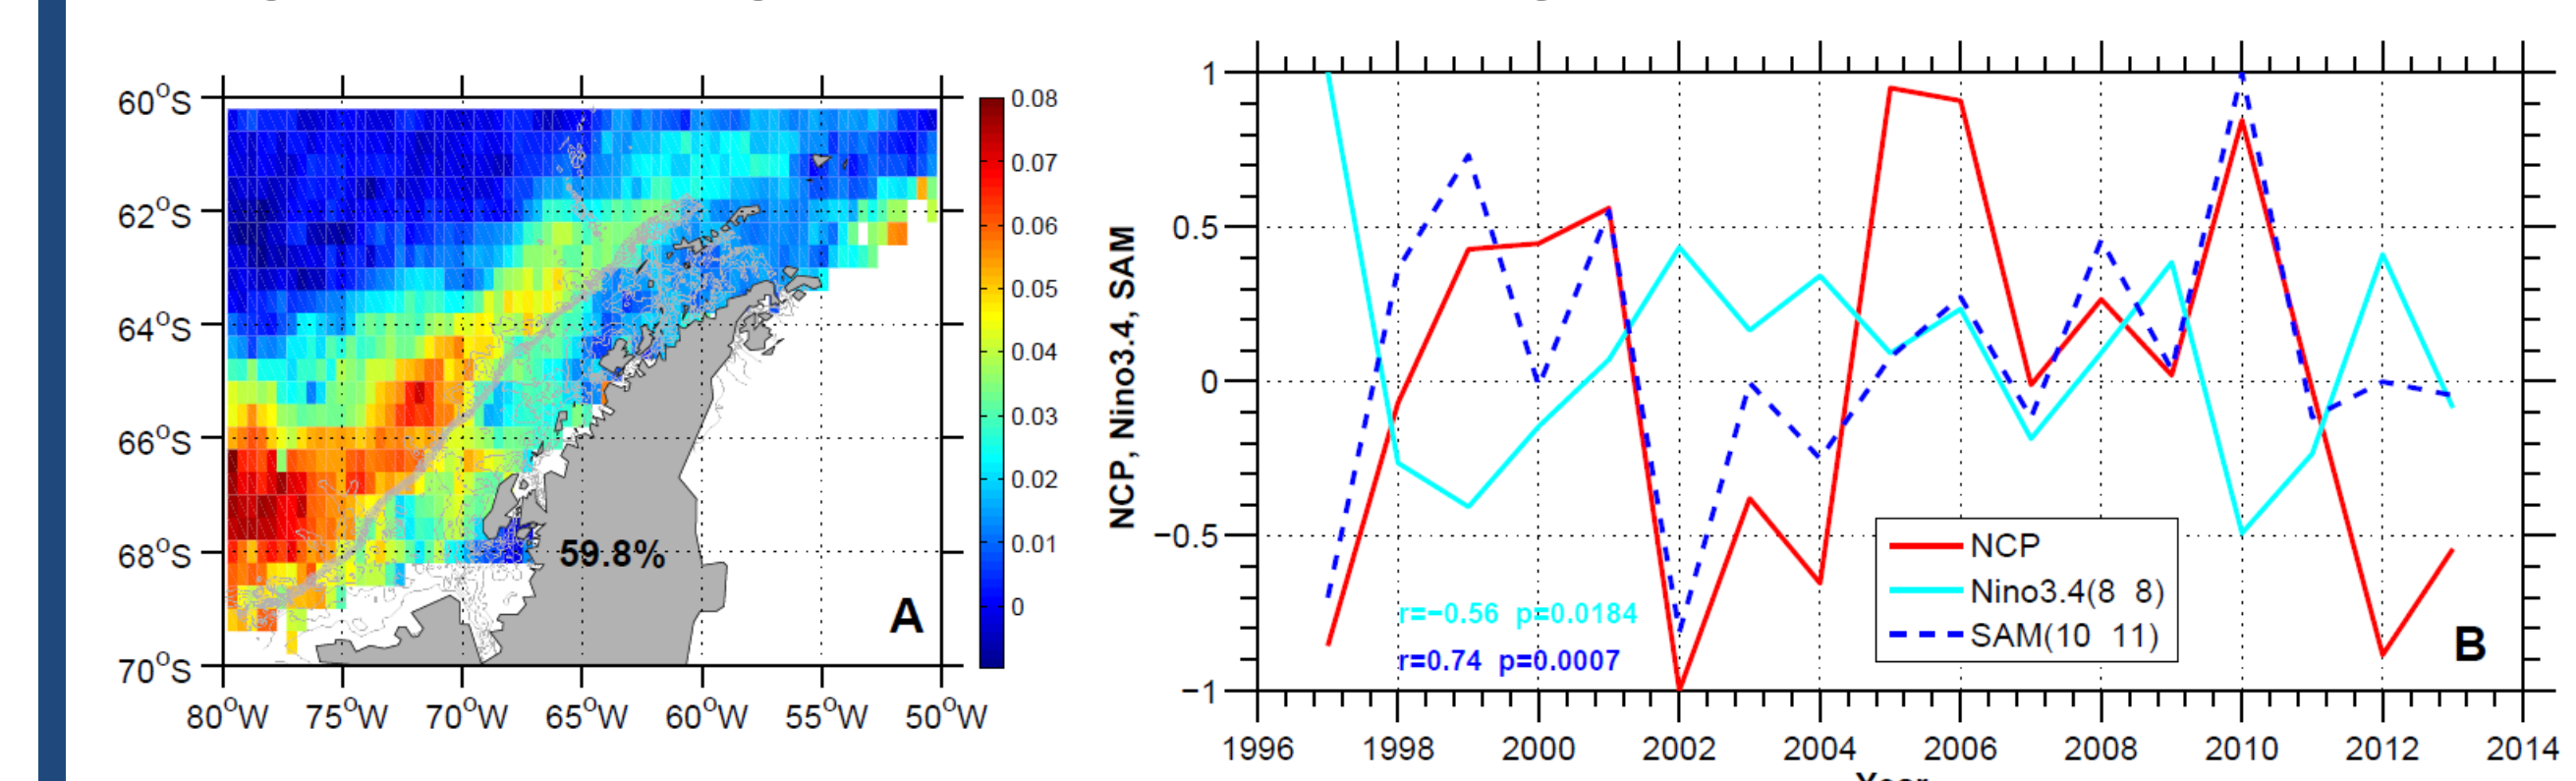 60°S
62°S
64°S
66°S
68°S
70°S
80°W 75°W 70°W 65°W 60°W 55°W 50°W
59.8%
A
0.08
0.07
0.06
0.05
0.04
0.03
0.02
0.01
0
NCP, Nino3.4, SAM
1
0.5
0
−0.5
−1
r=−0.56 p=0.0184
r=0.74 p=0.0007
NCP
Nino3.4(8 8)
SAM(10 11)
B
1996 1998 2000 2002 2004 2006 2008 2010 2012 2014
Year